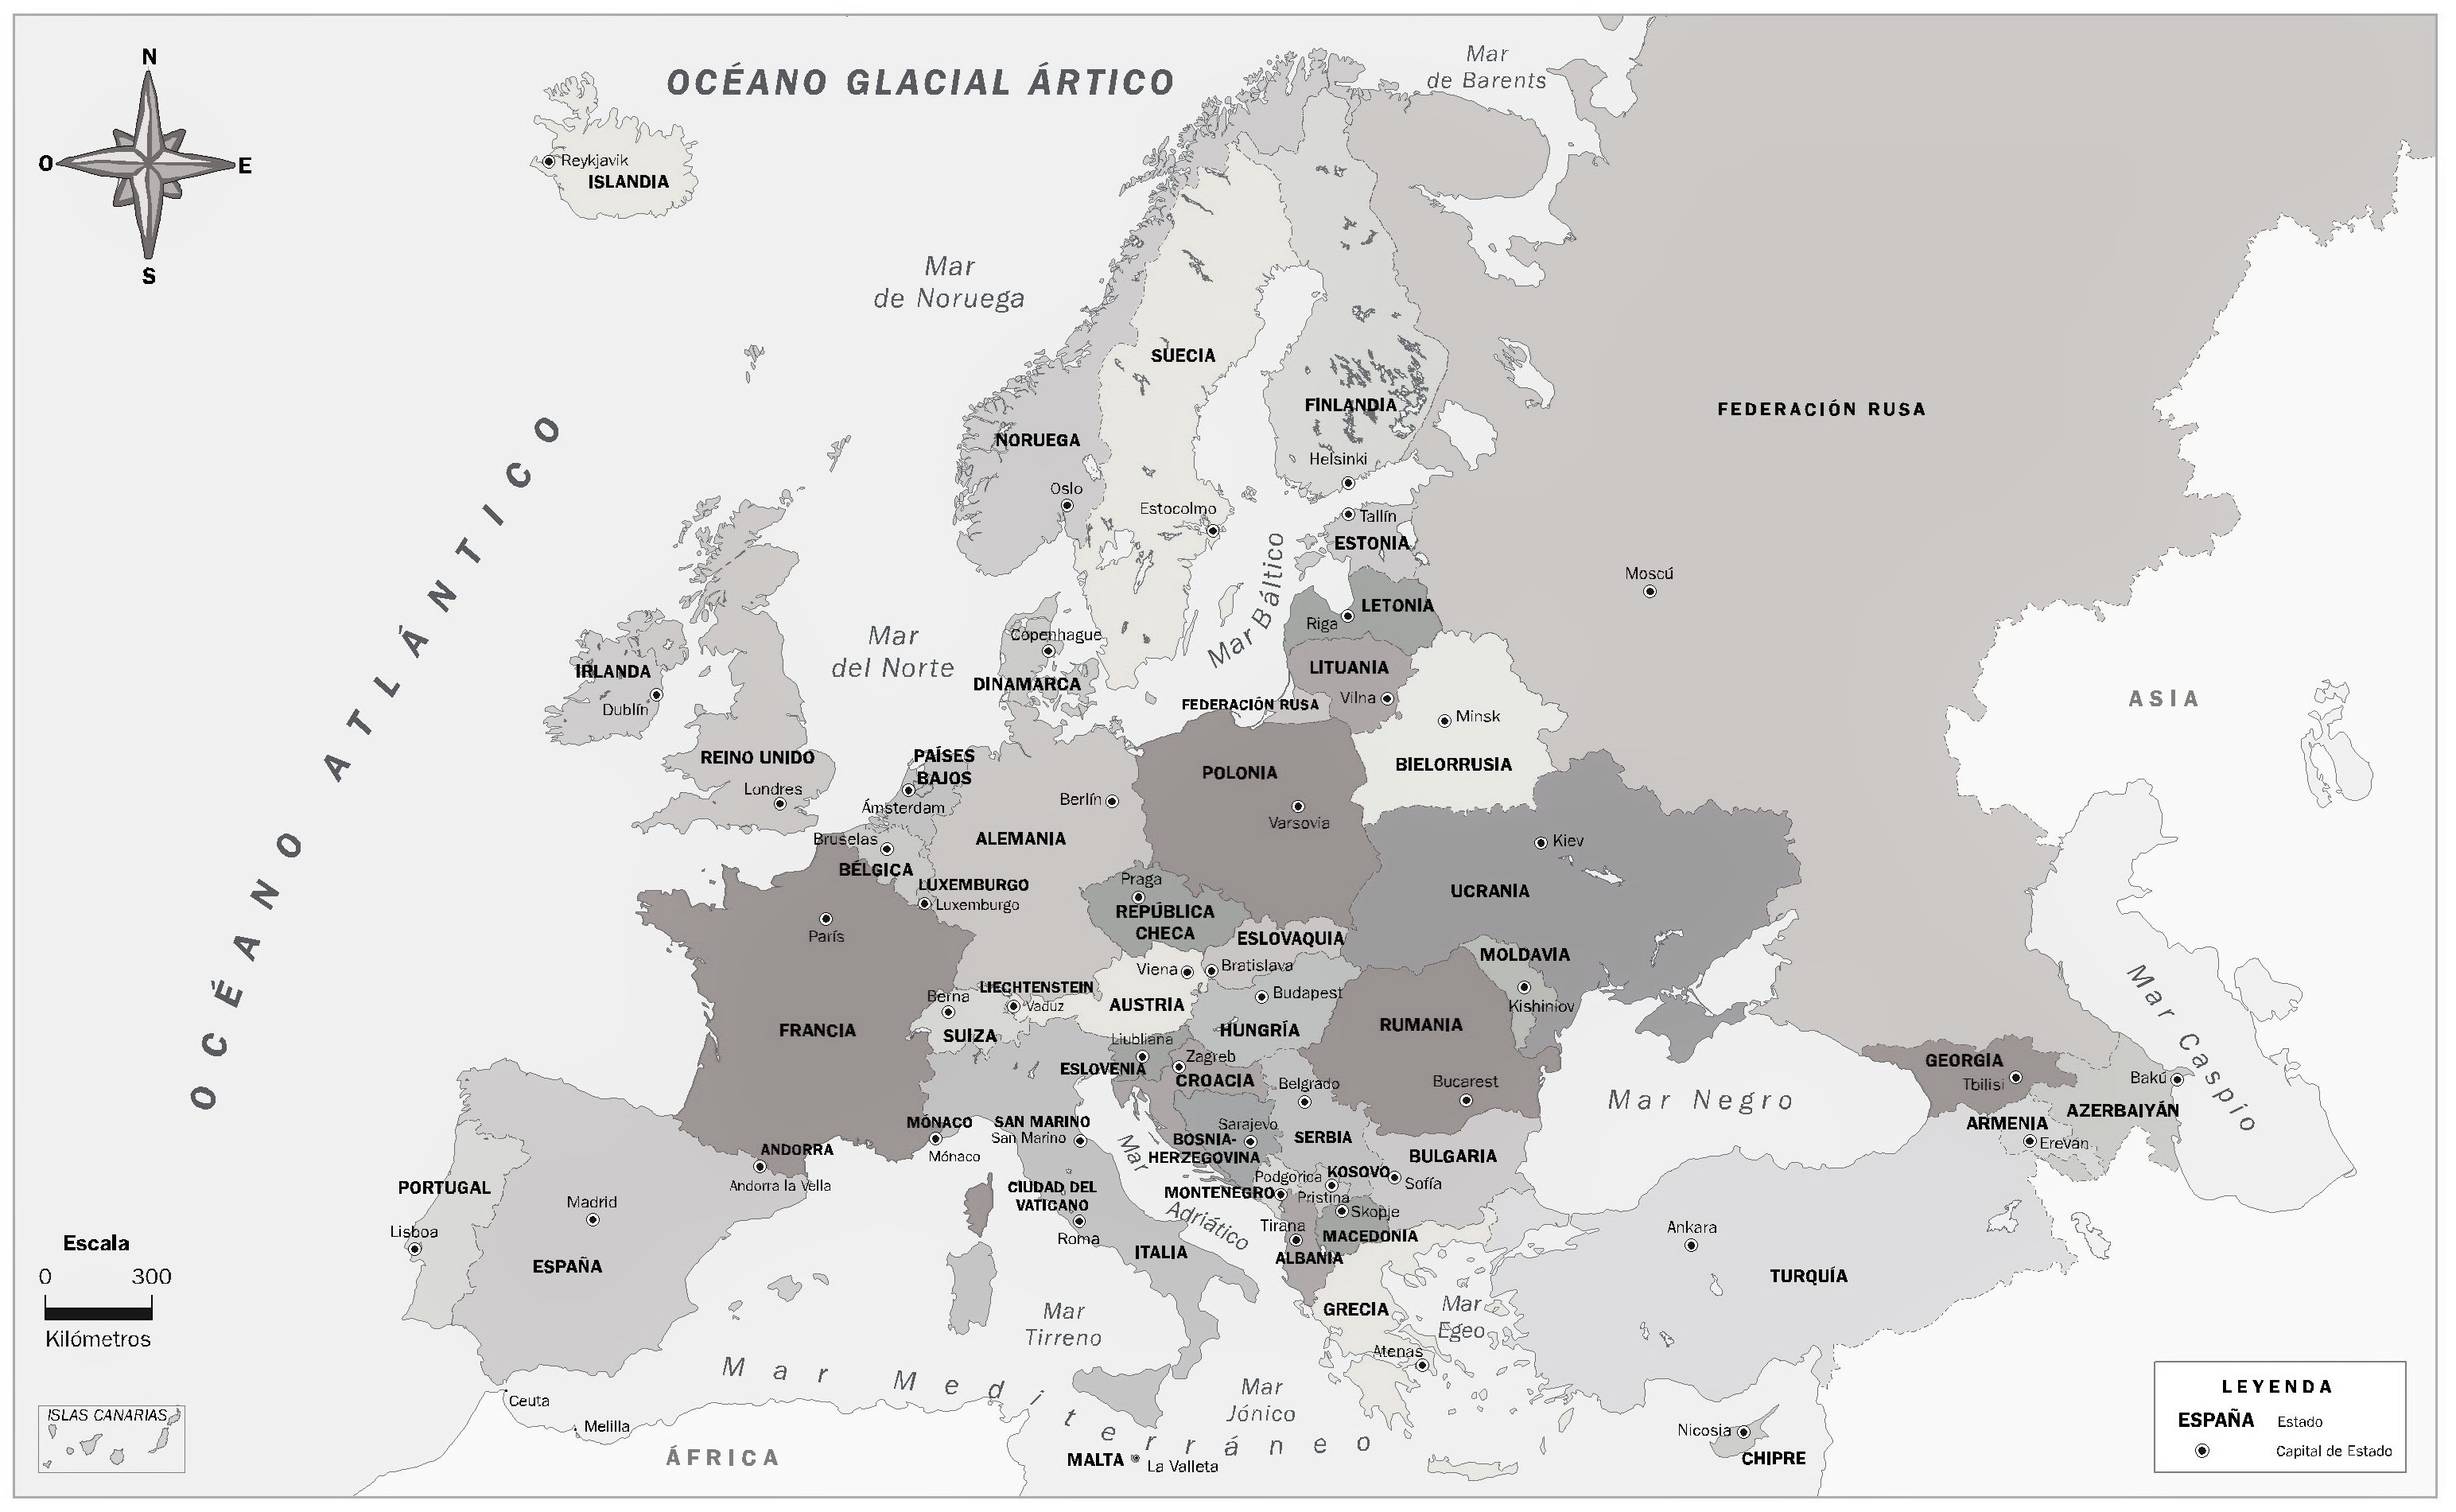 N
O
E
S
OCÉANO GLACIAL ÁRTICO
Mar
de Barents
Reykjavik
ISLANDIA
Mar
de Noruega
SUECIA
FINLANDIA
FEDERACIÓN RUSA
NORUEGA
Helsinki
Oslo
Estocolmo
Tallín
ESTONIA
Mar Báltico
OCÉANO ATLÁNTICO
Moscú
LETONIA
Riga
Copenhague
Mar
del Norte
DINAMARCA
LITUANIA
Vilna
FEDERACIÓN RUSA
Minsk
BIELORRUSIA
IRLANDA
Dublín
ASIA
REINO UNIDO
Londres
PAÍSES
BAJOS
Ámsterdam
Berlín
POLONIA
Varsovia
ALEMANIA
Bruselas
BÉLGICA
Kiev
UCRANIA
LUXEMBURGO
Luxemburgo
Praga
REPÚBLICA
CHECA
París
ESLOVAQUIA
MOLDAVIA
Viena
Bratislava
Budapest
Kishiniov
Berna
LIECHTENSTEIN
Vaduz
AUSTRIA
FRANCIA
SUIZA
HUNGRÍA
RUMANIA
Mar Caspio
Liubliana
ESLOVENIA
Zagreb
CROACIA
Belgrado
Bucarest
GEORGIA
Tbilisi
Bakú
AZERBAIYÁN
Mar Negro
ARMENIA
Erevan
MÓNACO
Mónaco
SAN MARINO
San Marino
Sarajevo
BOSNIA-
HERZEGOVINA
SERBIA
ANDORRA
Andorra la Vella
Mar Adriático
BULGARIA
Sofía
KOSOVO
Pristina
Podgorica
MONTENEGRO
PORTUGAL
Lisboa
Madrid
ESPAÑA
CIUDAD DEL
VATICANO
Roma
ITALIA
Skopje
MACEDONIA
Tirana
ALBANIA
Ankara
TURQUÍA
Escala
0 300
Kilómetros
Mar
Tirreno
GRECIA
Mar
Egeo
Atenas
Mar Mediterráneo
Mar
Jónico
Ceuta
Melilla
ISLAS CANARIAS
ÁFRICA
MALTA
La Valleta
Nicosia
CHIPRE
LEYENDA
ESPAÑA Estado
Capital de Estado